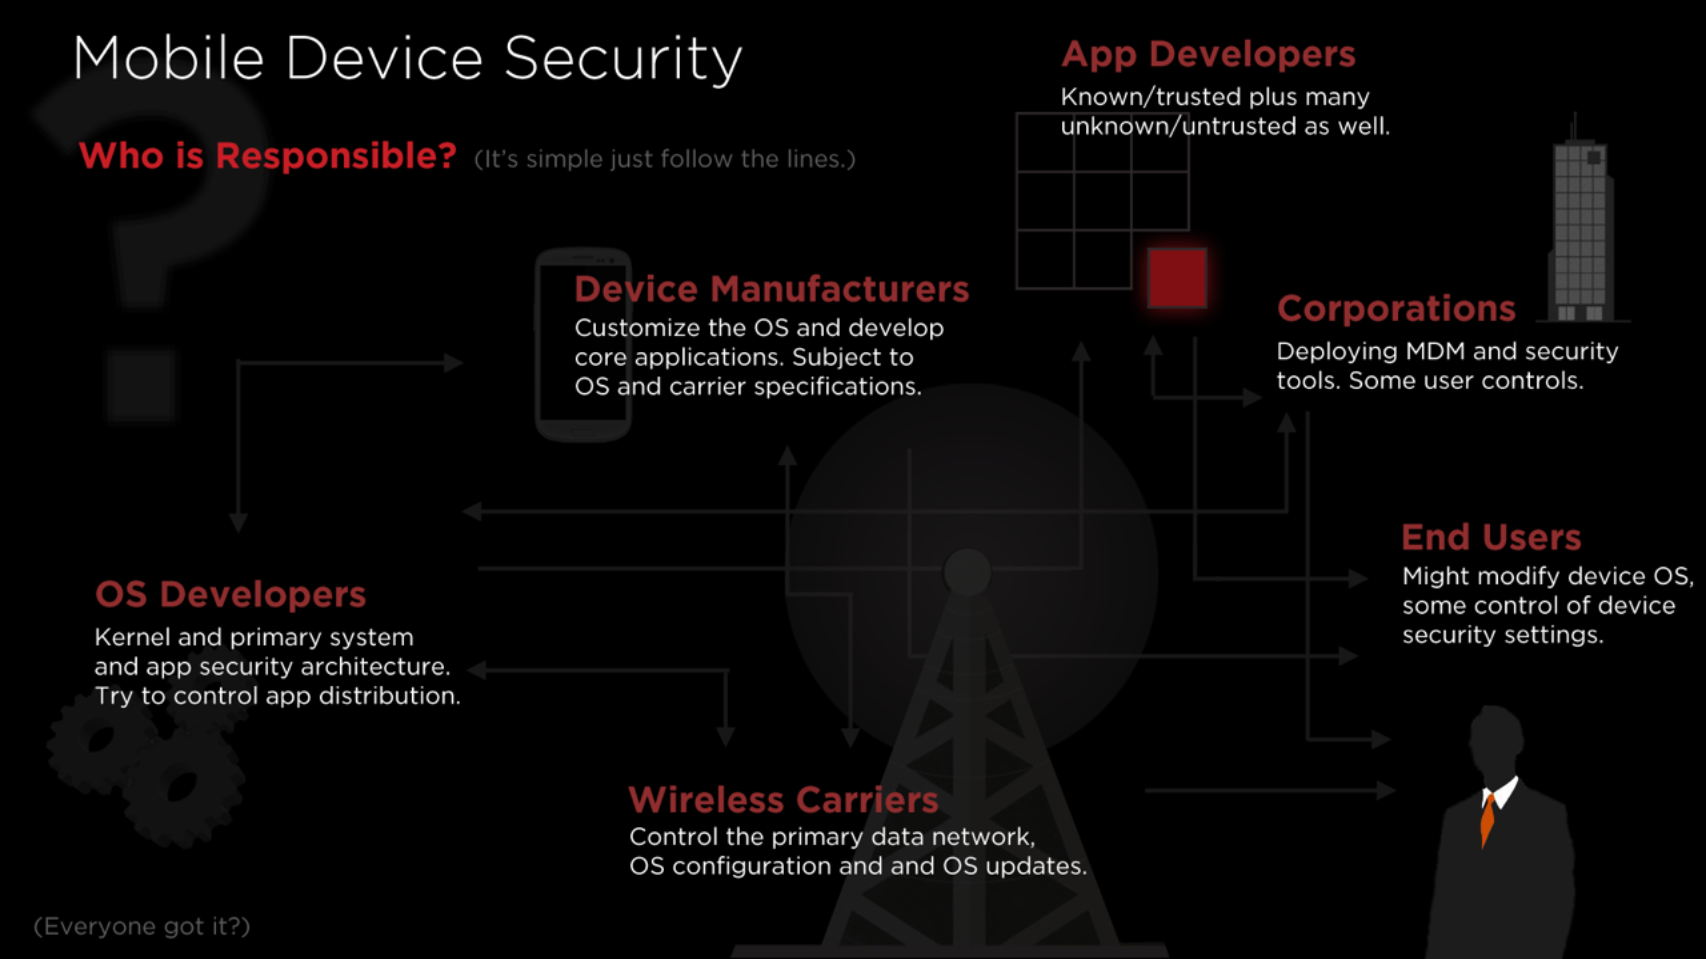 Mobile Device Security
Who is Responsible? (It's simple just follow the lines.)
App Developers
Known/trusted plus many
unknown/untrusted as well.
Device Manufacturers
Customize the OS and develop
core applications. Subject to
OS and carrier specifications.
Corporations
Deploying MDM and security
tools. Some user controls.
End Users
Might modify device OS,
some control of device
security settings.
OS Developers
Kernel and primary system
and app security architecture.
Try to control app distribution.
Wireless Carriers
Control the primary data network,
OS configuration and and OS updates.
(Everyone got it?)